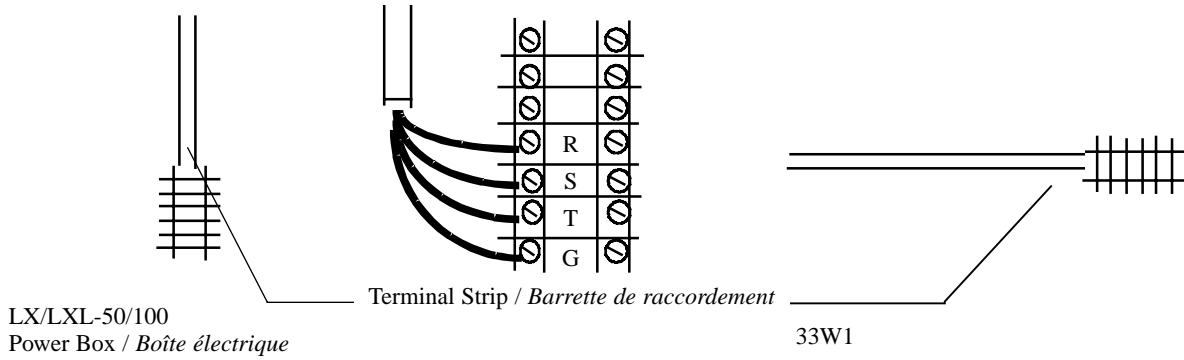 R
S
T
G
Terminal Strip / Barrette de raccordement
LX/LXL-50/100
Power Box / Boîte électrique
33W1